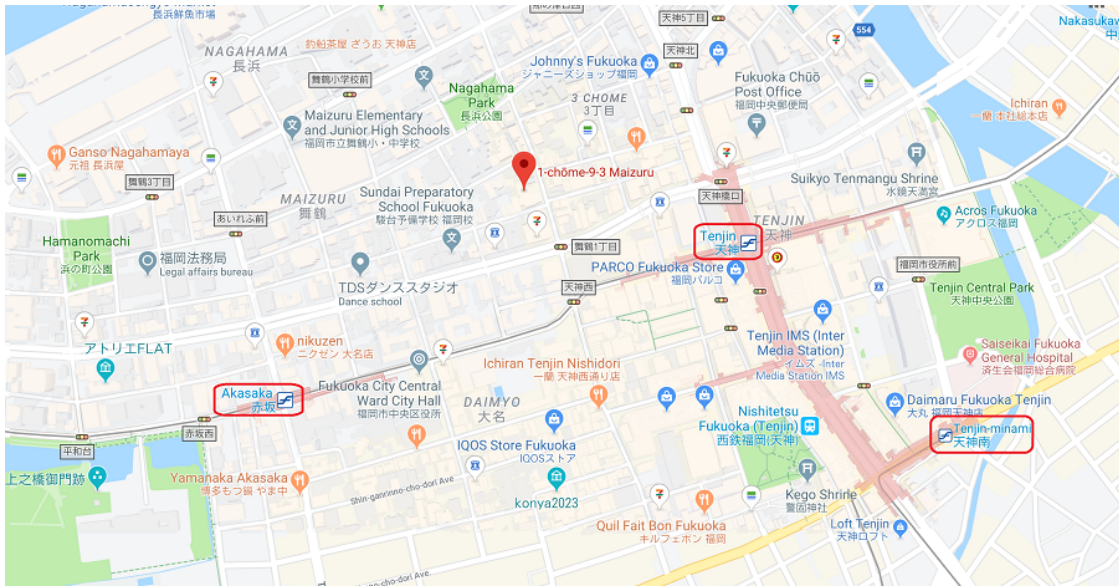 長浜鮮魚市場
NAGAHAMA
長浜
釣船茶屋 ざうお 天神店
舞鶴小学校前
Maizuru Elementary
and Junior High Schools
福岡市立舞鶴小・中学校
Nagahama
Park
長浜公園
Johnny's Fukuoka
ジャニーズショップ福岡
天神5丁目
天神北
554
Nakasukaw
3 CHOME
3丁目
Fukuoka Chūō
Post Office
福岡中央郵便局
Ichiran
一蘭 本社総本店
Ganso Nagahamaya
元祖 長浜屋
舞鶴3丁目
1-chōme-9-3 Maizuru
天神橋口
Suikyo Tenmangu Shrine
水鏡天満宮
MAIZURU
舞鶴
Sundai Preparatory
School Fukuoka
駿台予備学校 福岡校
あいれふ前
TENJIN
天神
Acros Fukuoka
アクロス福岡
Hamanomachi
Park
浜の町公園
福岡法務局
Legal affairs bureau
舞鶴1丁目
Tenjin
天神
PARCO Fukuoka Store
福岡パルコ
福岡市役所前
TDSダンススタジオ
Dance school
天神西
Tenjin Central Park
天神中央公園
アトリエFLAT
nikuzen
ニクゼン 大名店
Tenjin IMS (Inter
Media Station)
イムズ -Inter
Media Station IMS
Saiseikai Fukuoka
General Hospital
済生会福岡総合病院
Ichiran Tenjin Nishidori
一蘭 天神西通り店
Akasaka
赤坂
Fukuoka City Central
Ward City Hall
福岡市中央区役所
DAIMYO
大名
Daimaru Fukuoka Tenjin
大丸 福岡天神店
Nishitetsu
Fukuoka (Tenjin)
西鉄福岡(天神)
Tenjin-minami
天神南
赤坂西
平和台
IQOS Store Fukuoka
IQOSストア
上之橋御門跡
Yamanaka Akasaka
博多もつ鍋 やま中
Shin-gannnno-cho-dori Ave
konya2023
Kego Shrine
警固神社
Quil Fait Bon Fukuoka
キルフェボン 福岡
Loft Tenjin
天神ロフト